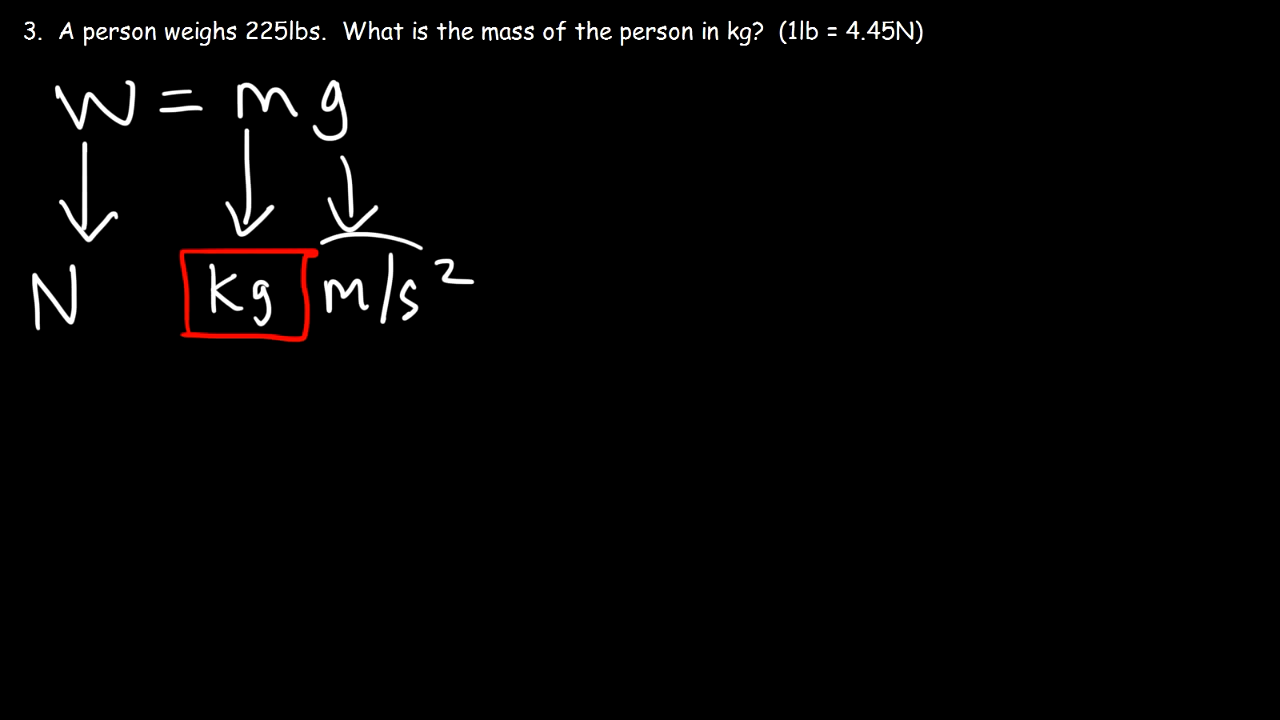 3. A person weighs 225lbs. What is the mass of the person in kg? (1lb = 4.45N)
W = mg
N kg m/s²